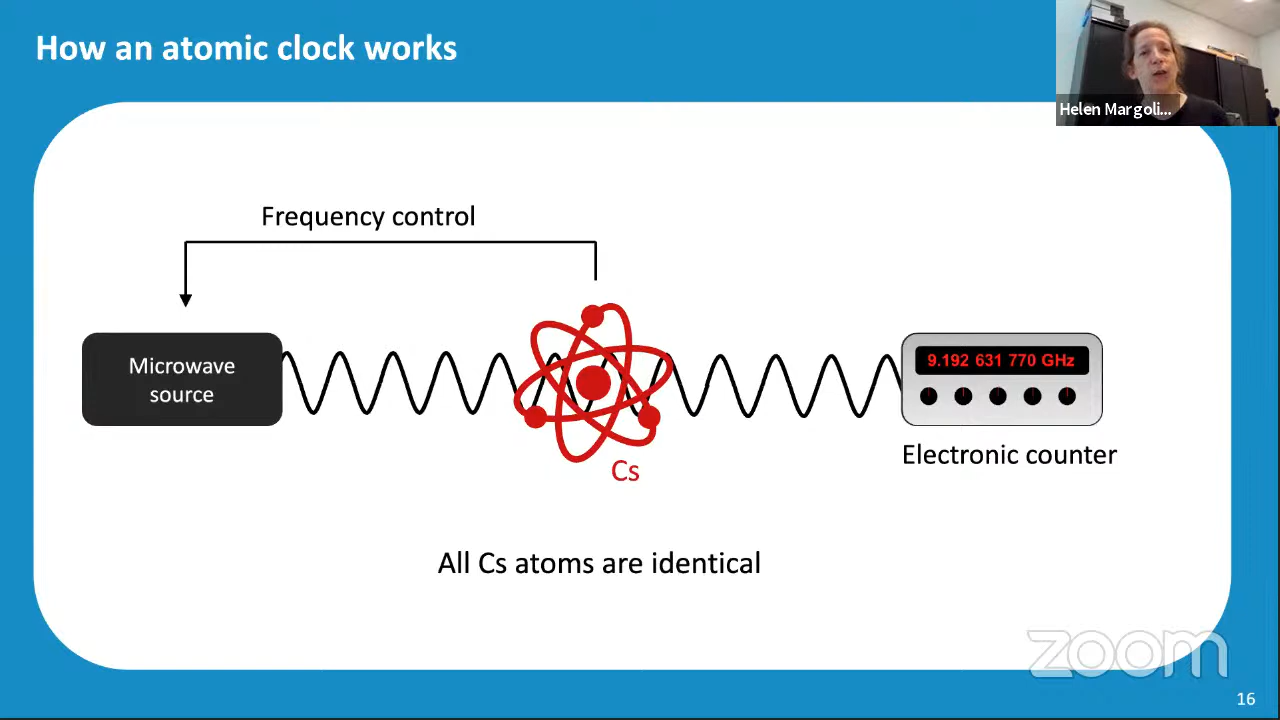 How an atomic clock works
Helen Margoli...
Frequency control
Microwave
source
9.192 631 770 GHz
Electronic counter
Cs
All Cs atoms are identical
zoom
16